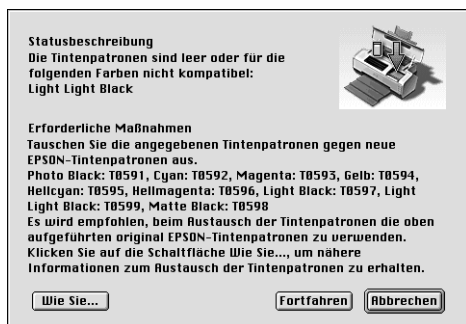 Statusbeschreibung
Die Tintenpatronen sind leer oder für die
folgenden Farben nicht kompatibel:
Light Light Black
Erforderliche Maßnahmen
Tauschen Sie die angegebenen Tintenpatronen gegen neue
EPSON-Tintenpatronen aus.
Photo Black: T0591, Cyan: T0592, Magenta: T0593, Gelb: T0594,
Hellcyan: T0595, Hellmagenta: T0596, Light Black: T0597, Light
Light Black: T0599, Matte Black: T0598
Es wird empfohlen, beim Austausch der Tintenpatronen die oben
aufgeführten original EPSON-Tintenpatronen zu verwenden.
Klicken Sie auf die Schaltfläche Wie Sie..., um nähere
Informationen zum Austausch der Tintenpatronen zu erhalten.
Wie Sie... Fortfahren Abbrechen